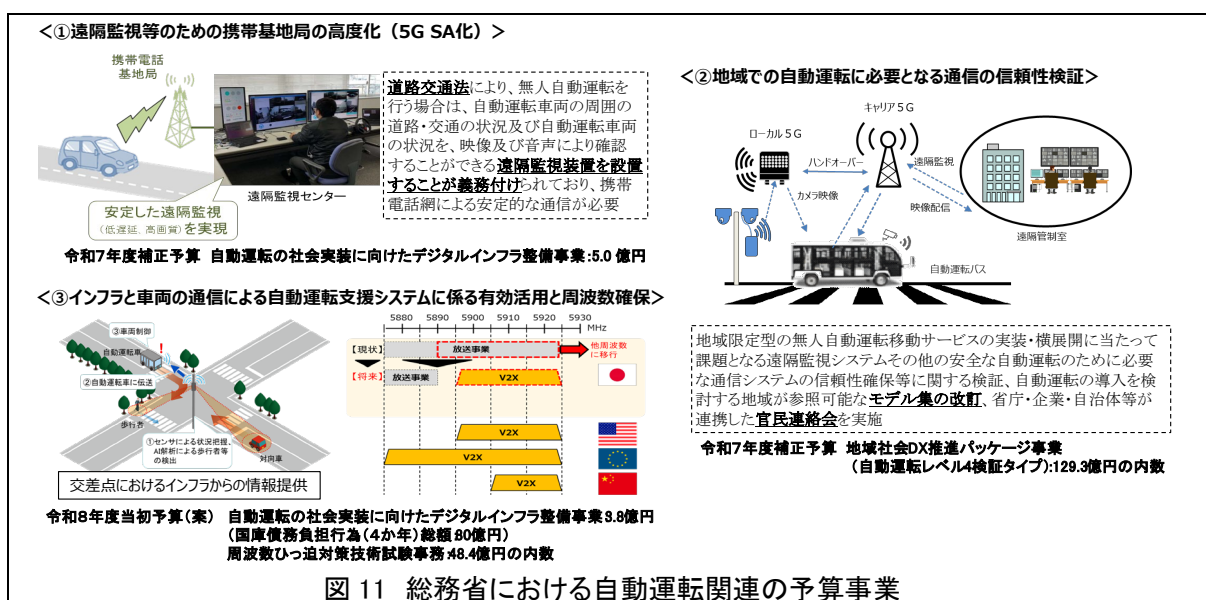 ＜①遠隔監視等のための携帯基地局の高度化（5G SA化）＞
携帯電話
基地局
安定した遠隔監視
(低遅延、高画質)を実現
遠隔監視センター
道路交通法により、無人自動運転を
行う場合は、自動運転車両の周囲の
道路・交通の状況及び自動運転車両
の状況を、映像及び音声により確認
することができる遠隔監視装置を設置
することが義務付けられており、携帯
電話網による安定的な通信が必要
令和７年度補正予算 自動運転の社会実装に向けたデジタルインフラ整備事業:5.0 億円
＜②地域での自動運転に必要となる通信の信頼性検証＞
キャリア５G
ローカル５G
ハンドオーバー
遠隔監視
カメラ映像
映像配信
遠隔管制室
自動運転バス
地域限定型の無人自動運転移動サービスの実装・横展開に当たって
課題となる遠隔監視システムその他の安全な自動運転のために必要
な通信システムの信頼性確保等に関する検証、自動運転の導入を検
討する地域が参照可能なモデル集の改訂、省庁・企業・自治体等が
連携した官民連絡会を実施
令和７年度補正予算 地域社会DX推進パッケージ事業
（自動運転レベル4検証タイプ）:129.3億円の内数
＜③インフラと車両の通信による自動運転支援システムに係る有効活用と周波数確保＞
③車両制御
自動運転車
②自動運転車に伝送
歩行者
①センサによる状況把握、
AI解析による歩行者等
の検出
対向車
交差点におけるインフラからの情報提供
5880 5890 5900 5910 5920 5930
MHz
【現状】 放送事業 他周波数
に移行
【将来】 放送事業 V2X
V2X
V2X
V2X
令和８年度当初予算（案） 自動運転の社会実装に向けたデジタルインフラ整備事業:3.8億円
（国庫債務負担行為（４か年）総額:80億円）
周波数ひっ迫対策技術試験事務:48.4億円の内数
図 11 総務省における自動運転関連の予算事業